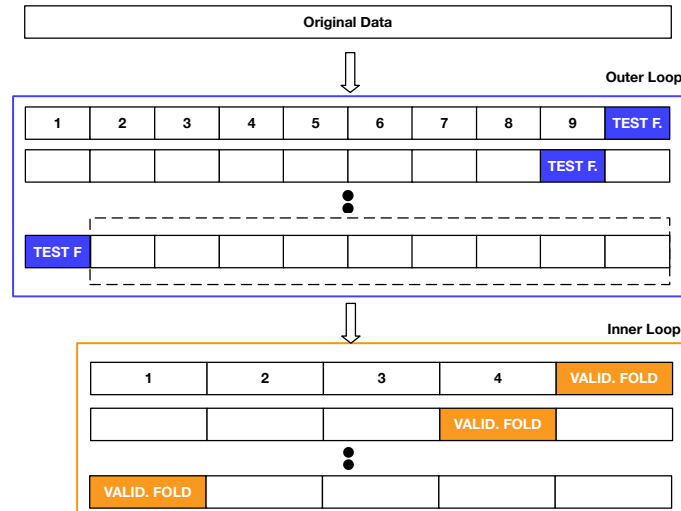 Original Data
Outer Loop
1 2 3 4 5 6 7 8 9 TEST F.
TEST F.
TEST F
Inner Loop
1 2 3 4 VALID. FOLD
VALID. FOLD
VALID. FOLD